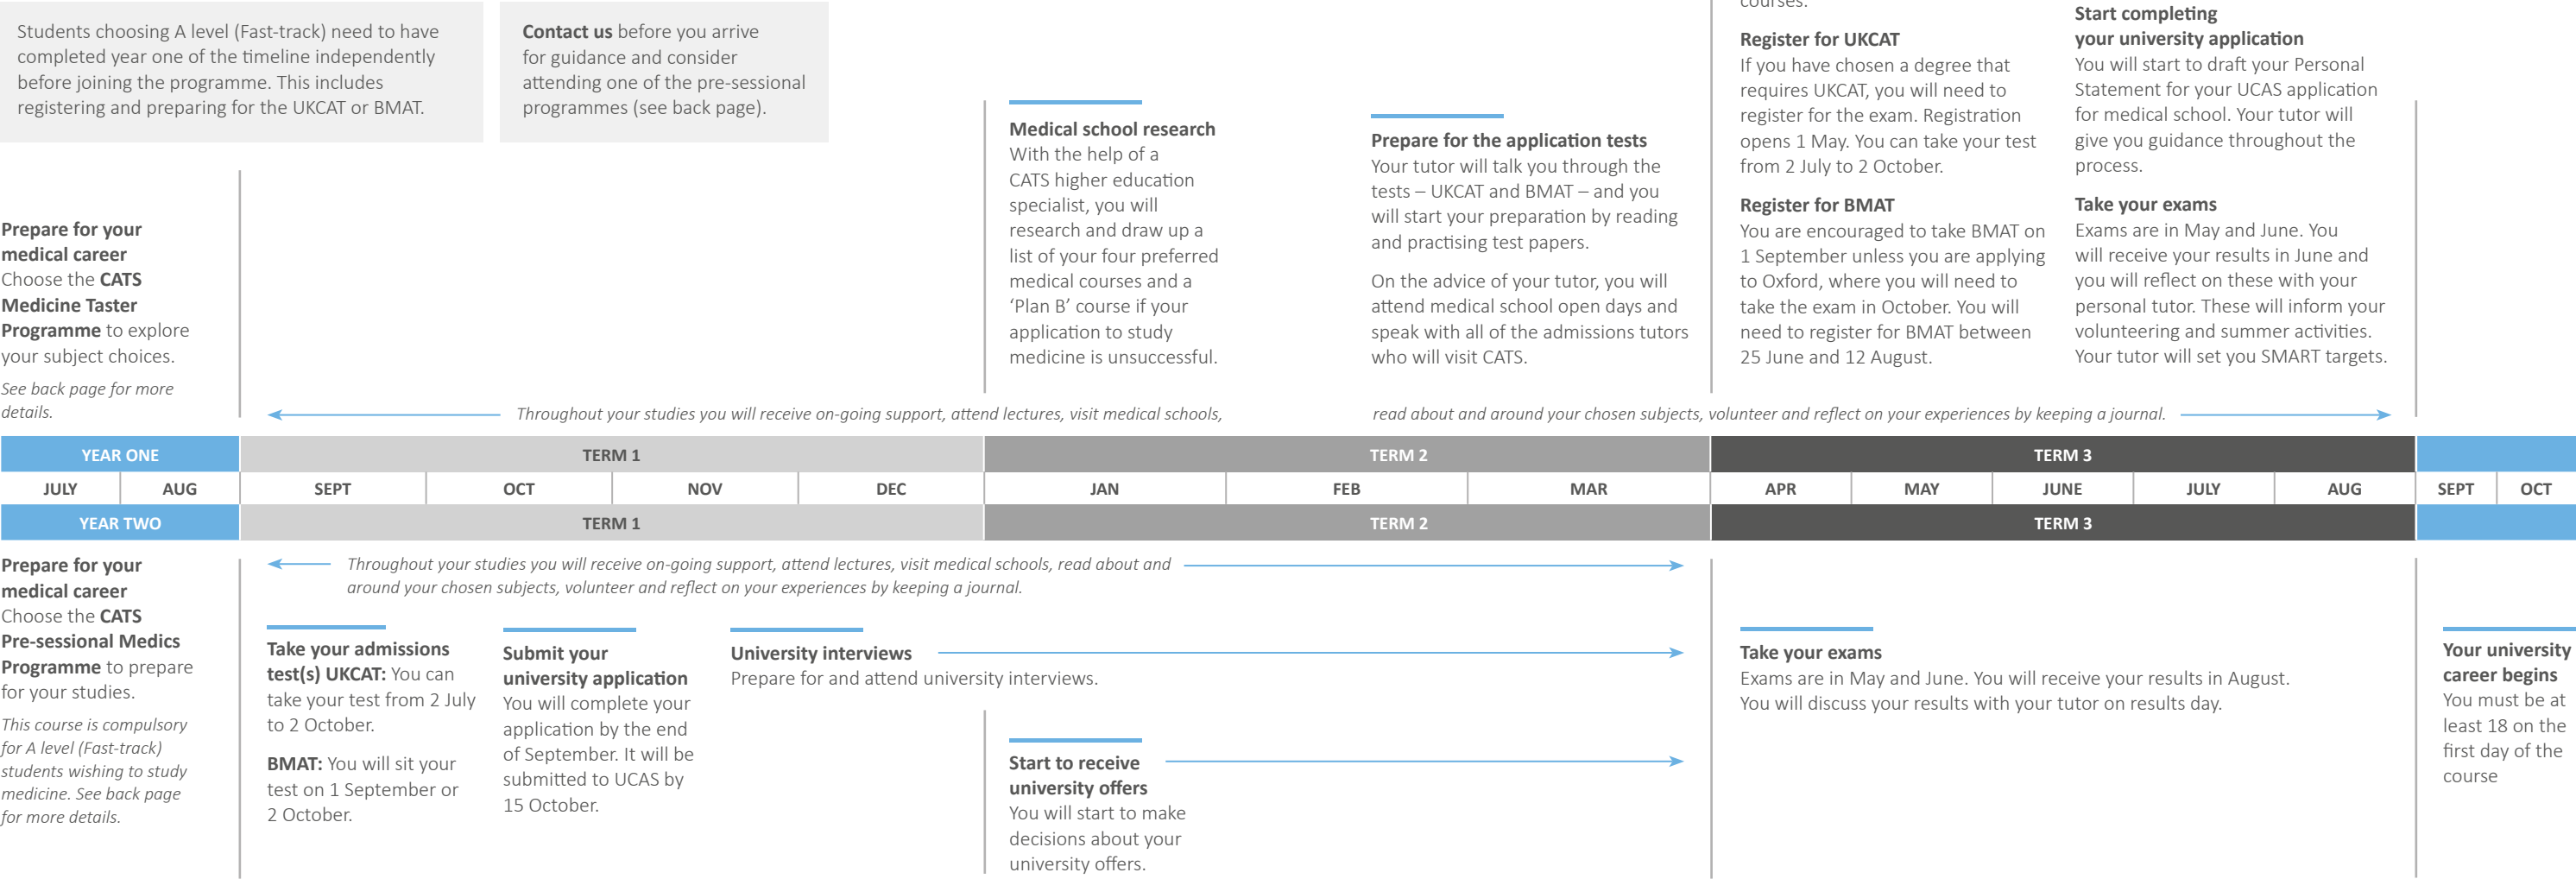 Students choosing A level (Fast-track) need to have
completed year one of the timeline independently
before joining the programme. This includes
registering and preparing for the UKCAT or BMAT.
Contact us before you arrive
for guidance and consider
attending one of the pre-sessional
programmes (see back page).
Prepare for your
medical career
Choose the CATS
Medicine Taster
Programme to explore
your subject choices.
See back page for more
details.
Medical school research
With the help of a
CATS higher education
specialist, you will
research and draw up a
list of your four preferred
medical courses and a
‘Plan B’ course if your
application to study
medicine is unsuccessful.
Prepare for the application tests
Your tutor will talk you through the
tests – UKCAT and BMAT – and you
will start your preparation by reading
and practising test papers.
On the advice of your tutor, you will
attend medical school open days and
speak with all of the admissions tutors
who will visit CATS.
courses.
Register for UKCAT
If you have chosen a degree that
requires UKCAT, you will need to
register for the exam. Registration
opens 1 May. You can take your test
from 2 July to 2 October.
Register for BMAT
You are encouraged to take BMAT on
1 September unless you are applying
to Oxford, where you will need to
take the exam in October. You will
need to register for BMAT between
25 June and 12 August.
Start completing
your university application
You will start to draft your Personal
Statement for your UCAS application
for medical school. Your tutor will
give you guidance throughout the
process.
Take your exams
Exams are in May and June. You
will receive your results in June and
you will reflect on these with your
personal tutor. These will inform your
volunteering and summer activities.
Your tutor will set you SMART targets.
Throughout your studies you will receive on-going support, attend lectures, visit medical schools, read about and around your chosen subjects, volunteer and reflect on your experiences by keeping a journal.
YEAR ONE TERM 1 TERM 2 TERM 3
JULY AUG SEPT OCT NOV DEC JAN FEB MAR APR MAY JUNE JULY AUG SEPT OCT
YEAR TWO TERM 1 TERM 2 TERM 3
Prepare for your
medical career
Choose the CATS
Pre-sessional Medics
Programme to prepare
for your studies.
This course is compulsory
for A level (Fast-track)
students wishing to study
medicine. See back page
for more details.
Throughout your studies you will receive on-going support, attend lectures, visit medical schools, read about and
around your chosen subjects, volunteer and reflect on your experiences by keeping a journal.
Take your admissions
test(s) UKCAT: You can
take your test from 2 July
to 2 October.
BMAT: You will sit your
test on 1 September or
2 October.
Submit your
university application
You will complete your
application by the end
of September. It will be
submitted to UCAS by
15 October.
University interviews
Prepare for and attend university interviews.
Start to receive
university offers
You will start to make
decisions about your
university offers.
Take your exams
Exams are in May and June. You will receive your results in August.
You will discuss your results with your tutor on results day.
Your university
career begins
You must be at
least 18 on the
first day of the
course